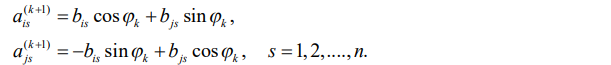 a_{is}^{(k+1)} = b_{is} cos φ_k + b_{js} sin φ_k ,
a_{js}^{(k+1)} = −b_{is} sin φ_k + b_{js} cos φ_k , s = 1, 2,...., n.